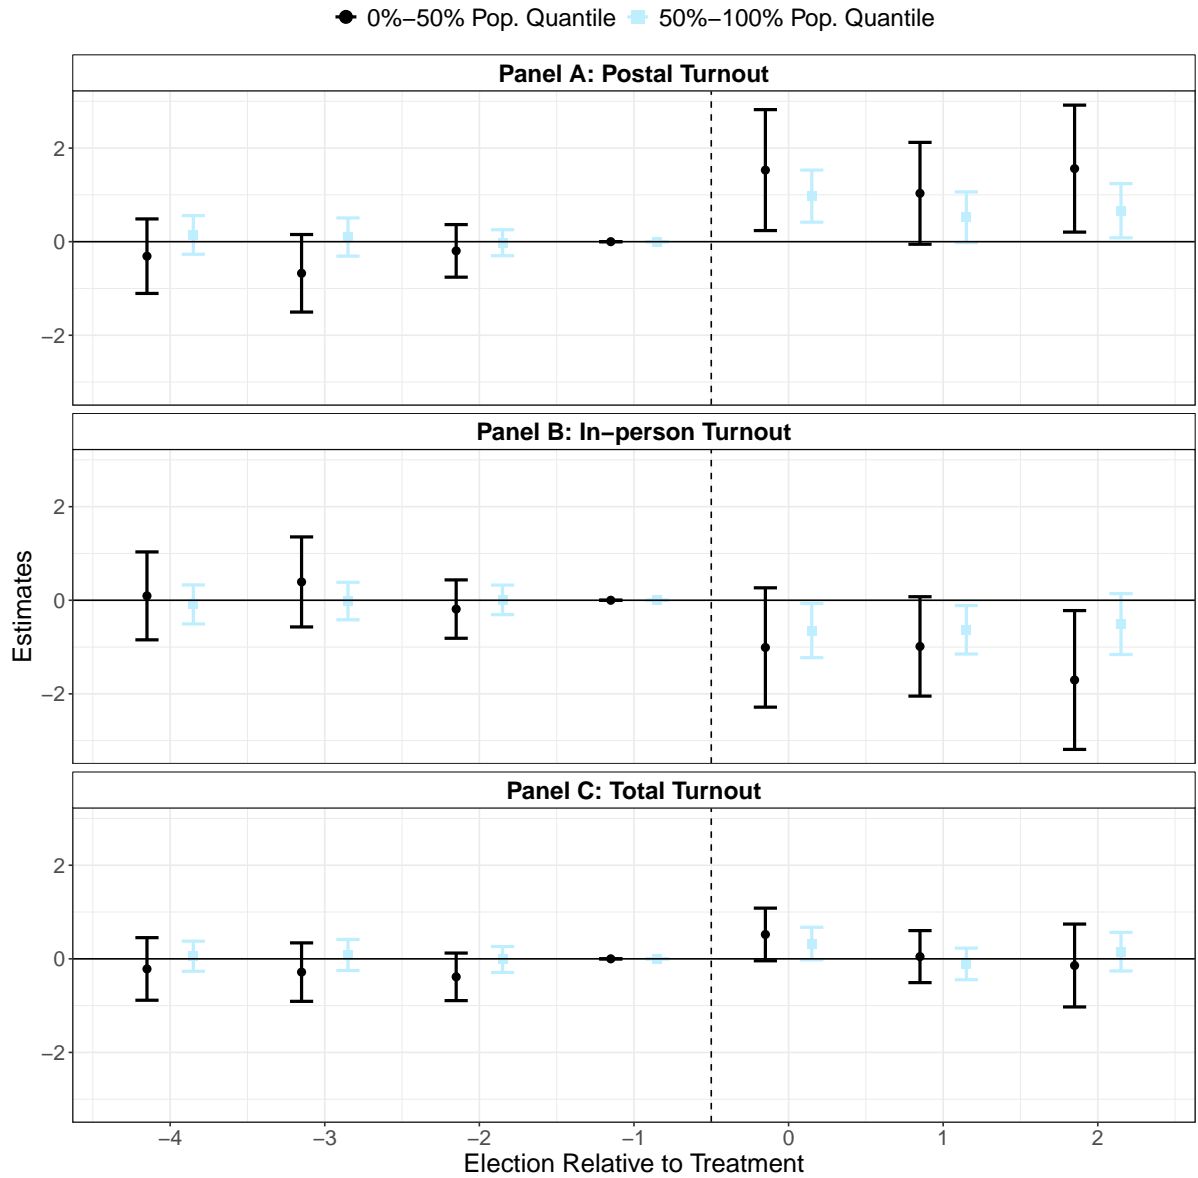 0%−50% Pop. Quantile 50%−100% Pop. Quantile
Panel A: Postal Turnout
2
0
−2
Panel B: In−person Turnout
2
0
−2
Estimates
Panel C: Total Turnout
2
0
−2
−4 −3 −2 −1 0 1 2
Election Relative to Treatment